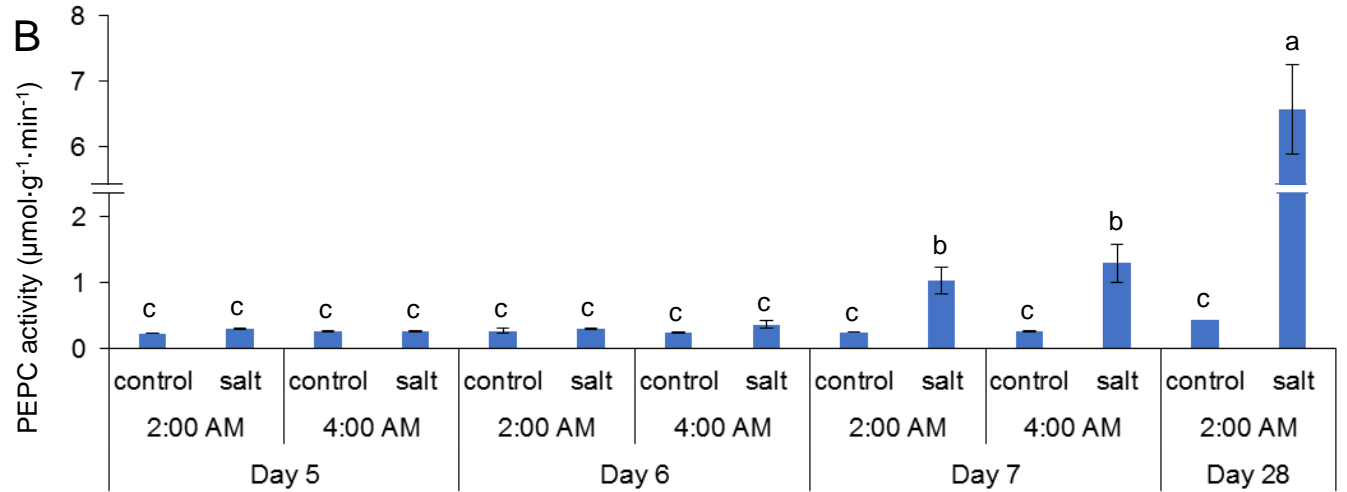 B
PEPC activity (µmol·g⁻¹·min⁻¹)
8
7
6
2
1
0
c c c c c c c c c b c b c a
control salt control salt control salt control salt control salt control salt control salt
2:00 AM 4:00 AM 2:00 AM 4:00 AM 2:00 AM 4:00 AM 2:00 AM
Day 5 Day 6 Day 7 Day 28